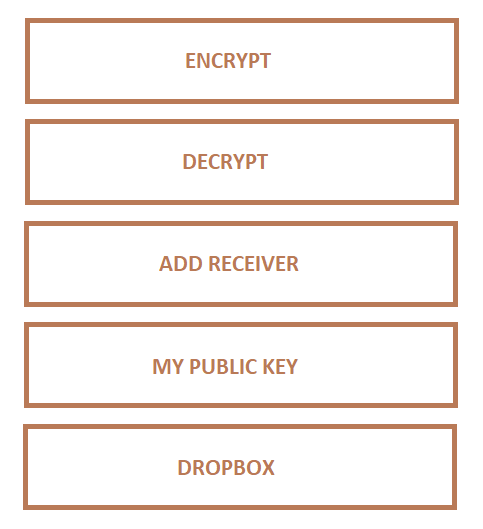 ENCRYPT
DECRYPT
ADD RECEIVER
MY PUBLIC KEY
DROPBOX